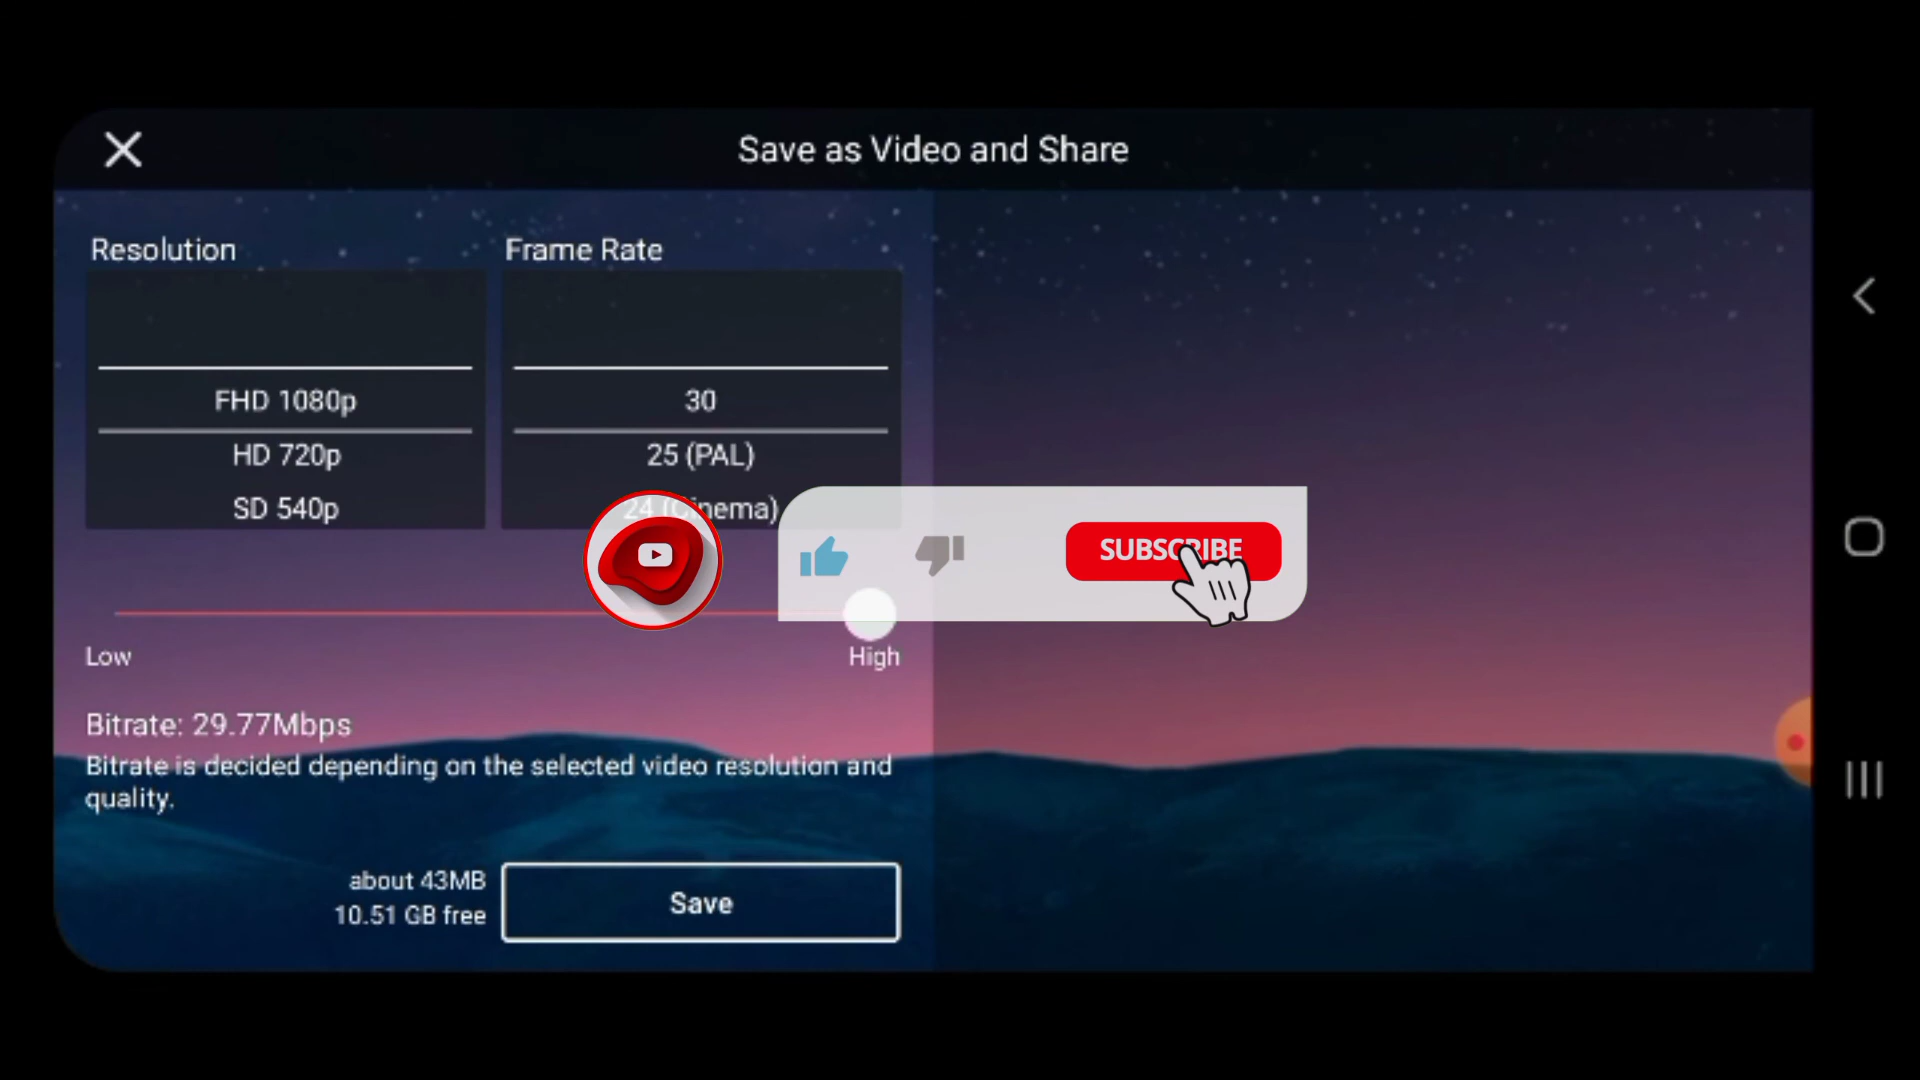 Save as Video and Share
Resolution
Frame Rate
FHD 1080p
30
HD 720p
25 (PAL)
SD 540p
24 (Cinema)
SUBSCRIBE
Low
High
Bitrate: 29.77Mbps
Bitrate is decided depending on the selected video resolution and
quality.
about 43MB
10.51 GB free
Save